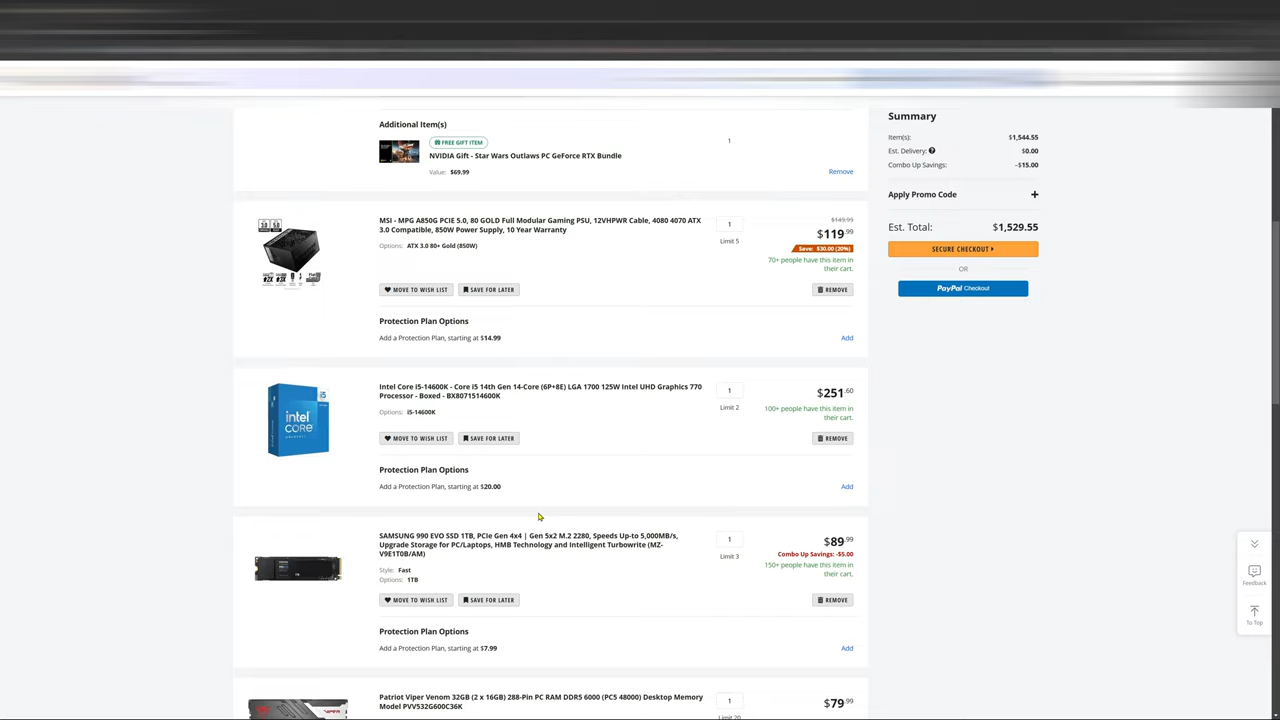 Additional Item(s)
FREE GIFT ITEM
NVIDIA Gift - Star Wars Outlaws PC GeForce RTX Bundle
Value: $69.99
1
Remove
MSI - MPG A850G PCIE 5.0, 80 GOLD Full Modular Gaming PSU, 12VHPWR Cable, 4080 4070 ATX
3.0 Compatible, 850W Power Supply, 10 Year Warranty
Options: ATX 3.0 80+ Gold (850W)
1
Limit 5
$149.99
$119.99
Save: $30.00 (20%)
70+ people have this item in
their cart.
MOVE TO WISH LIST
SAVE FOR LATER
REMOVE
Protection Plan Options
Add a Protection Plan, starting at $14.99
Add
Intel Core i5-14600K - Core i5 14th Gen 14-Core (6P+8E) LGA 1700 125W Intel UHD Graphics 770
Processor - Boxed - BX8071514600K
Options: i5-14600K
1
Limit 2
$251.60
100+ people have this item in
their cart.
intel
CORE
i5
MOVE TO WISH LIST
SAVE FOR LATER
REMOVE
Protection Plan Options
Add a Protection Plan, starting at $20.00
Add
SAMSUNG 990 EVO SSD 1TB, PCIe Gen 4x4 | Gen 5x2 M.2 2280, Speeds Up-to 5,000MB/s,
Upgrade Storage for PC/Laptops, HMB Technology and Intelligent Turbowrite (MZ-
V9E1T0B/AM)
Style: Fast
Options: 1TB
1
Limit 3
$89.99
Combo Up Savings: -$5.00
150+ people have this item in
their cart.
MOVE TO WISH LIST
SAVE FOR LATER
REMOVE
Protection Plan Options
Add a Protection Plan, starting at $7.99
Add
Patriot Viper Venom 32GB (2 x 16GB) 288-Pin PC RAM DDR5 6000 (PC5 48000) Desktop Memory
Model PVV532G600C36K
1
Limit 20
$79.99
Summary
Item(s): $1,544.55
Est. Delivery: $0.00
Combo Up Savings: -$15.00
Apply Promo Code +
Est. Total: $1,529.55
SECURE CHECKOUT
OR
PayPal Checkout
Feedback
To Top